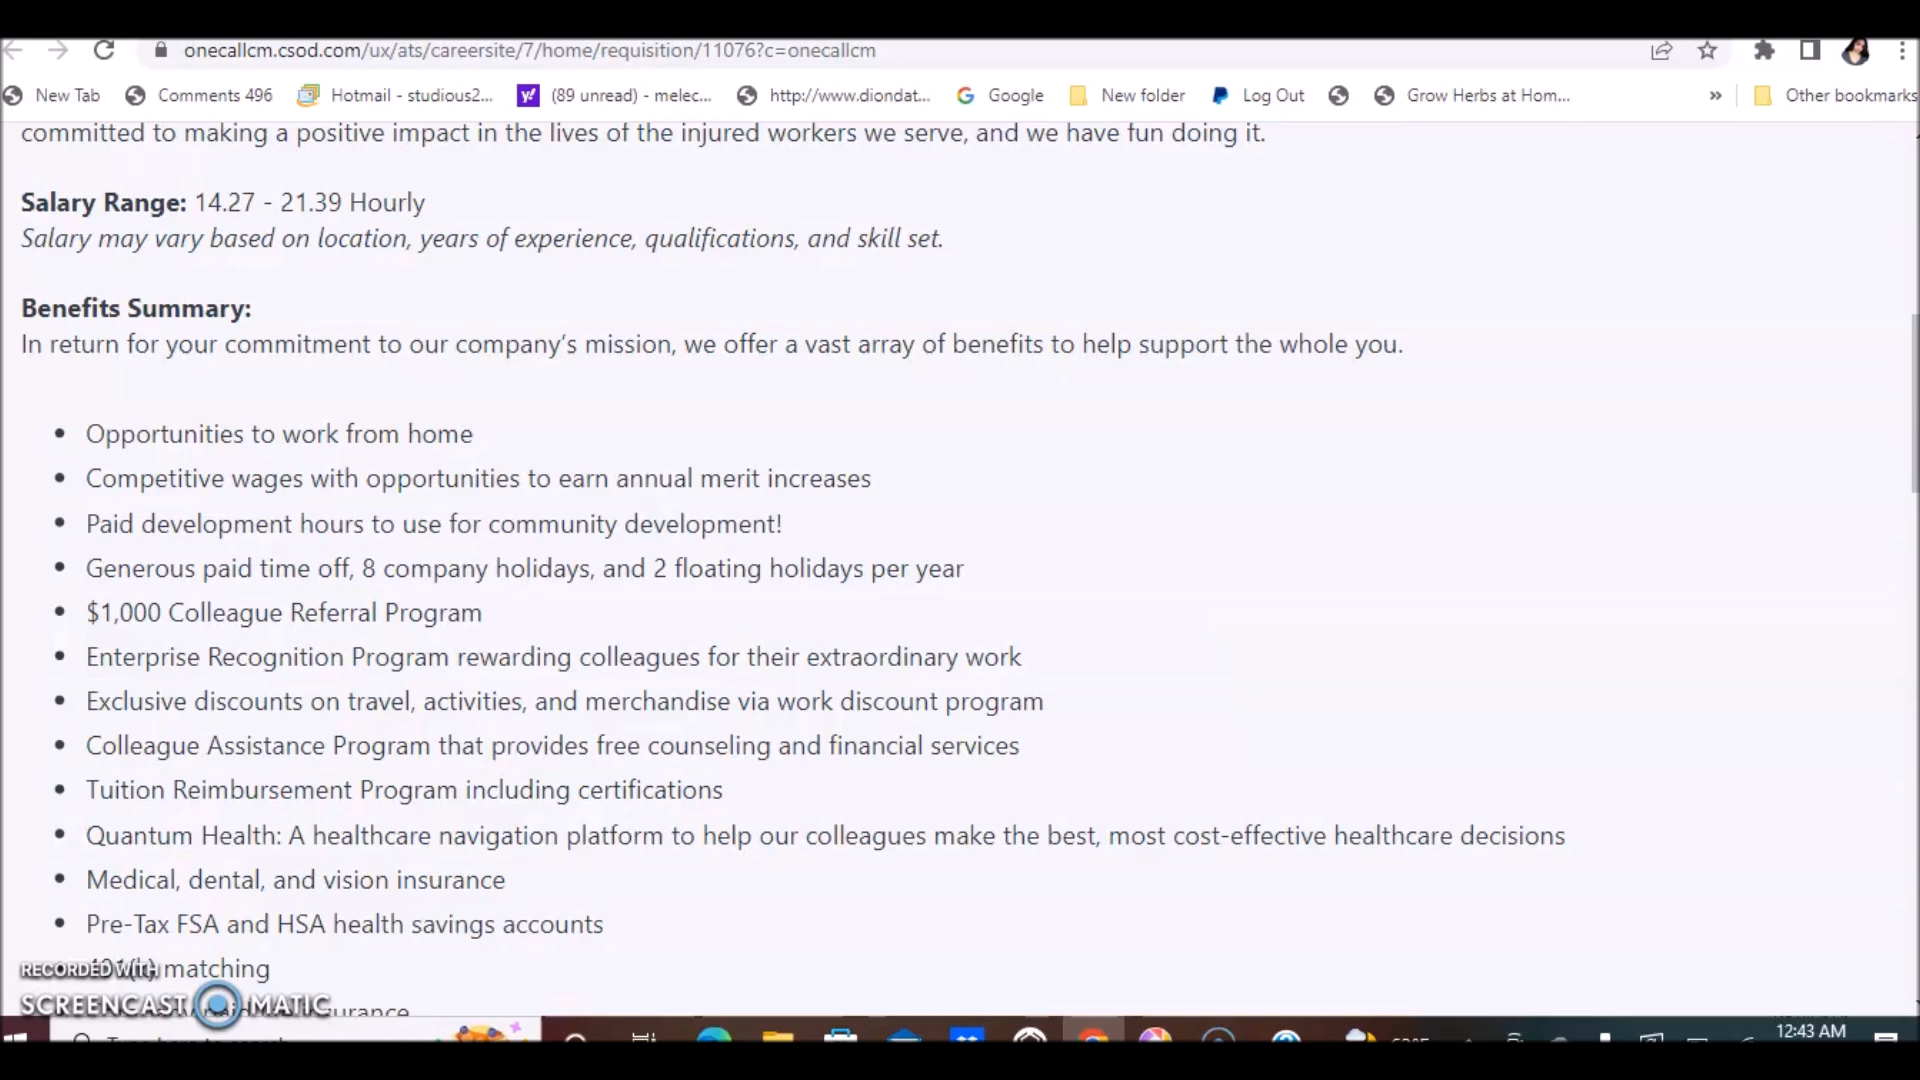 onecallcm.csod.com/ux/ats/careersite/7/home/requisition/11076?c=onecallcm
New Tab Comments 496 Hotmail - studious2... (89 unread) - melec... http://www.diondat... Google New folder Log Out Grow Herbs at Hom... » Other bookmarks
committed to making a positive impact in the lives of the injured workers we serve, and we have fun doing it.
Salary Range: 14.27 - 21.39 Hourly
Salary may vary based on location, years of experience, qualifications, and skill set.
Benefits Summary:
In return for your commitment to our company's mission, we offer a vast array of benefits to help support the whole you.
• Opportunities to work from home
• Competitive wages with opportunities to earn annual merit increases
• Paid development hours to use for community development!
• Generous paid time off, 8 company holidays, and 2 floating holidays per year
• $1,000 Colleague Referral Program
• Enterprise Recognition Program rewarding colleagues for their extraordinary work
• Exclusive discounts on travel, activities, and merchandise via work discount program
• Colleague Assistance Program that provides free counseling and financial services
• Tuition Reimbursement Program including certifications
• Quantum Health: A healthcare navigation platform to help our colleagues make the best, most cost-effective healthcare decisions
• Medical, dental, and vision insurance
• Pre-Tax FSA and HSA health savings accounts
401(k) matching
RECORDED WITH
SCREENCAST MATIC
12:43 AM